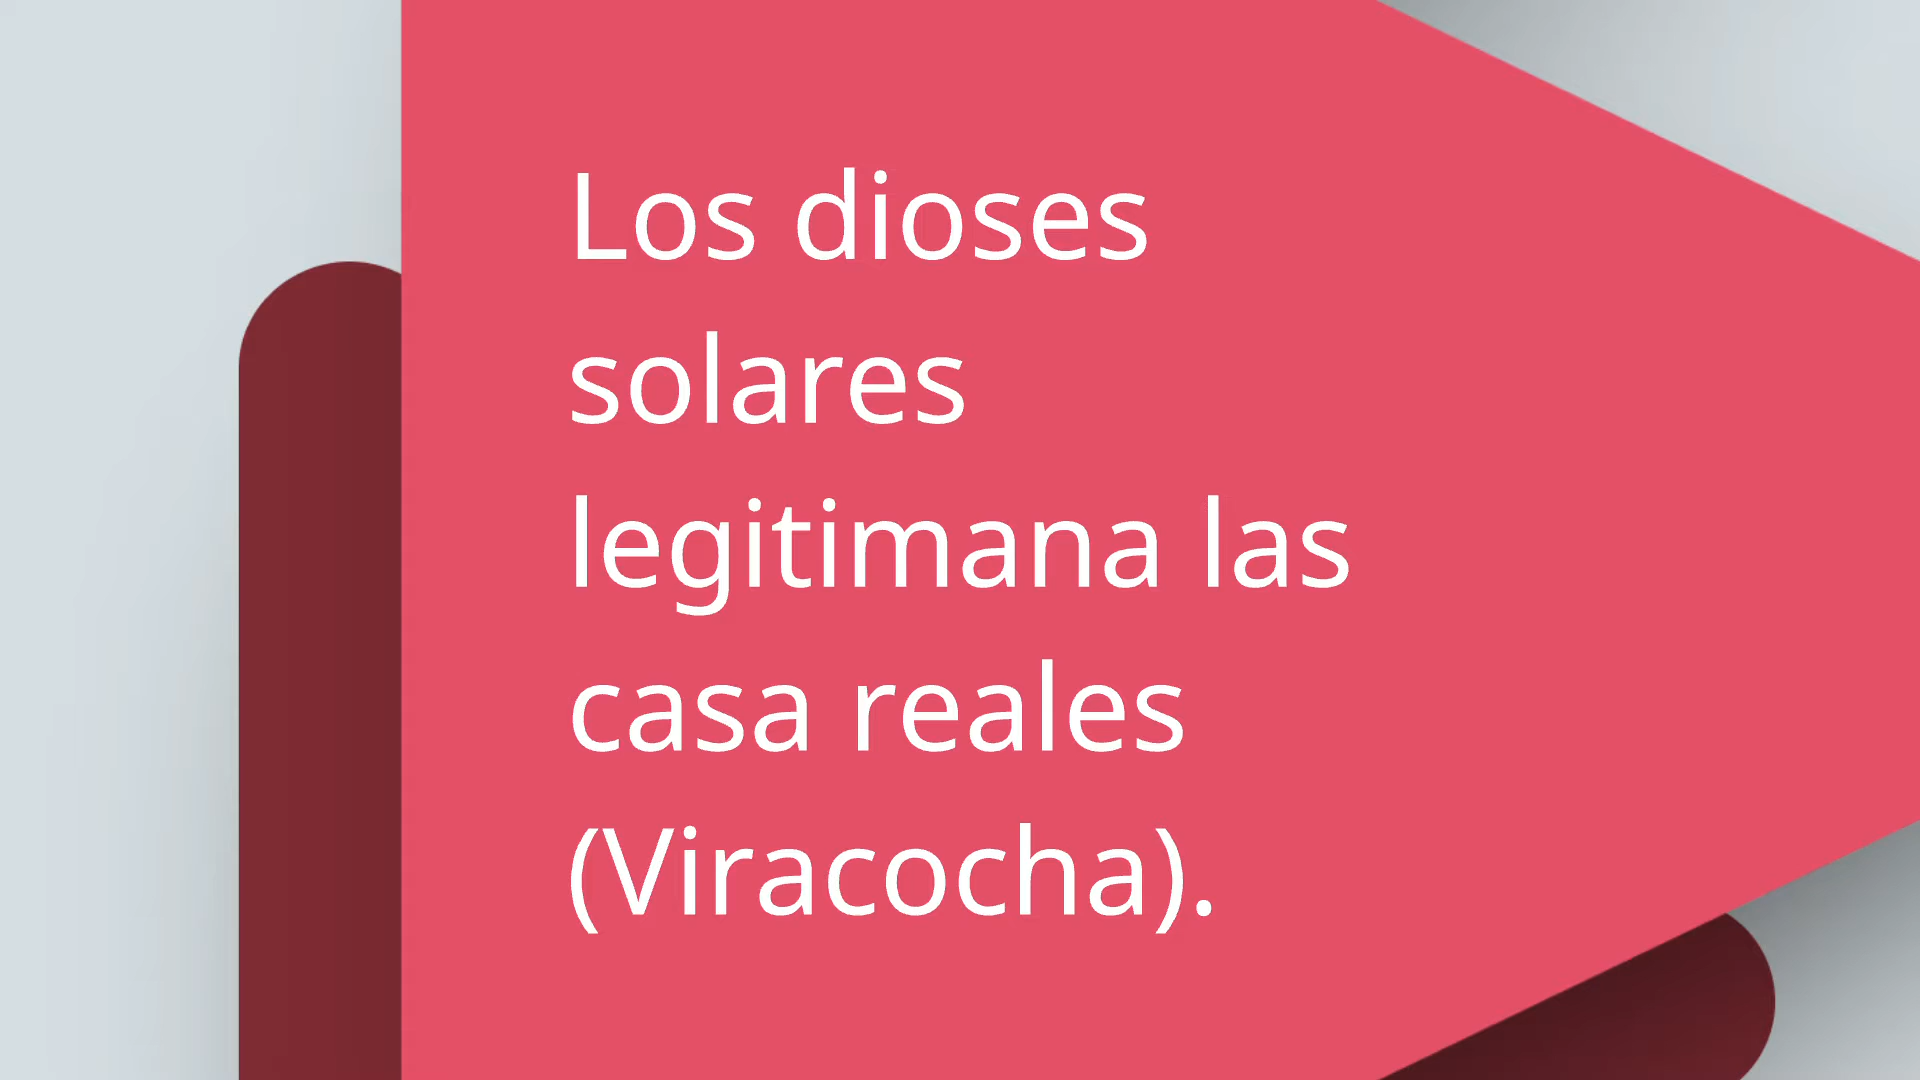 Los dioses
solares
legitimana las
casa reales
(Viracocha).